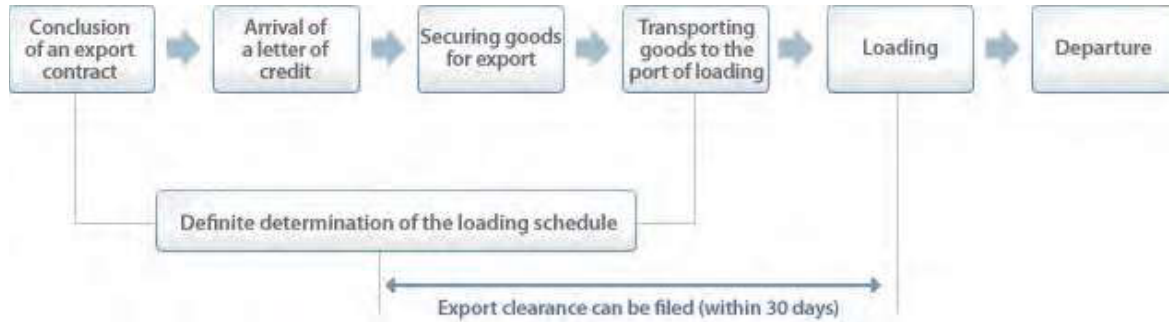 Conclusion
of an export
contract
Arrival of
a letter of
credit
Securing goods
for export
Transporting
goods to the
port of loading
Loading
Departure
Definite determination of the loading schedule
Export clearance can be filed (within 30 days)